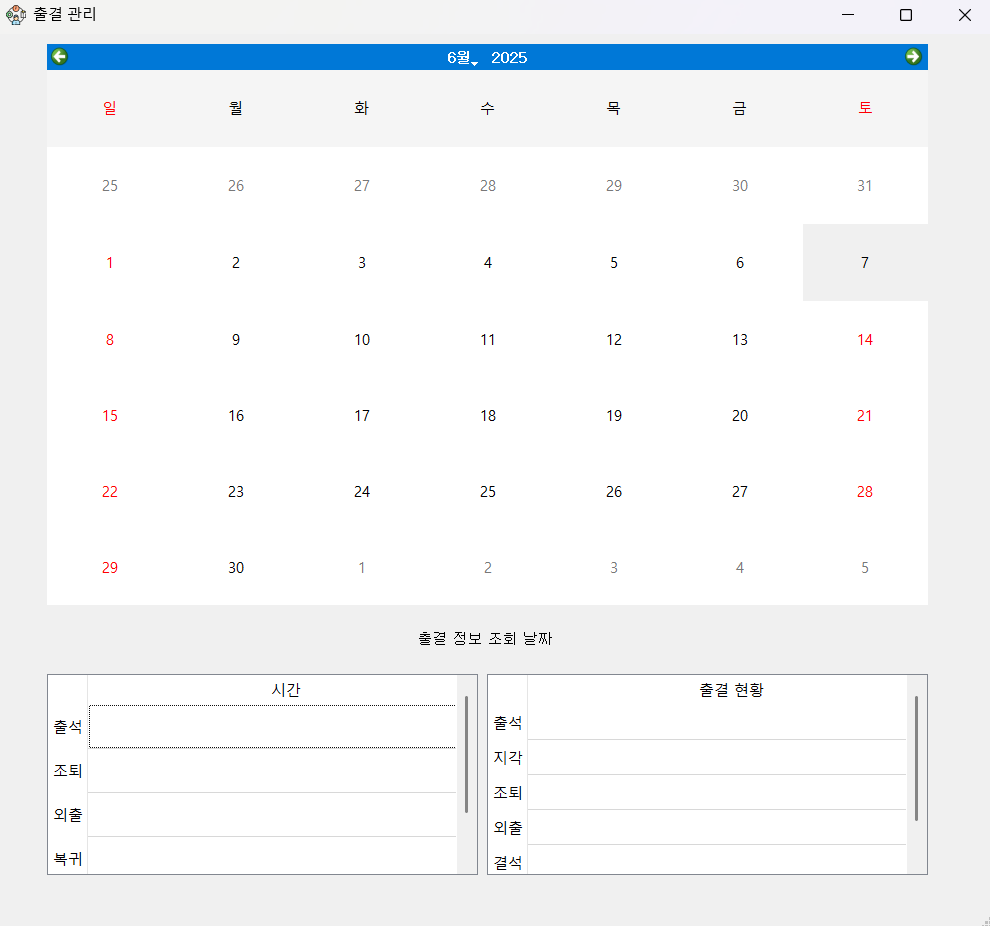 출결 관리
6월 2025
일 월 화 수 목 금 토
25 26 27 28 29 30 31
1 2 3 4 5 6 7
8 9 10 11 12 13 14
15 16 17 18 19 20 21
22 23 24 25 26 27 28
29 30 1 2 3 4 5
출결 정보 조회 날짜
시간
출석
조퇴
외출
복귀
출결 현황
출석
지각
조퇴
외출
결석